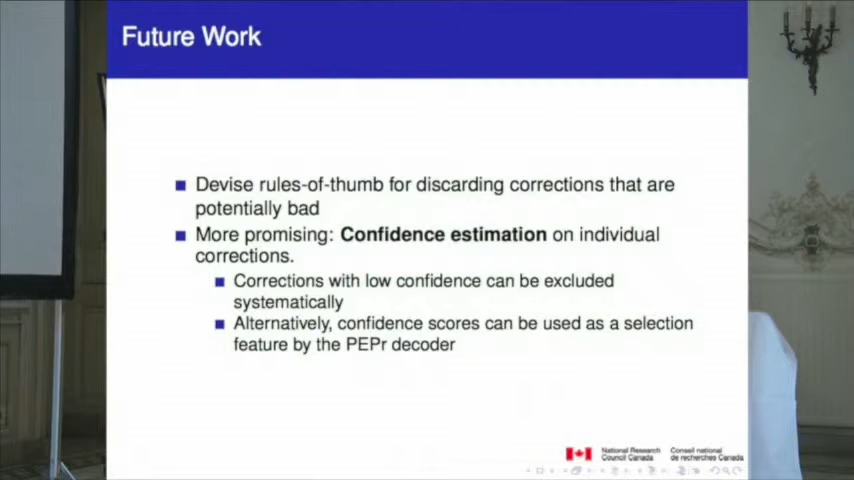 Future Work
Devise rules-of-thumb for discarding corrections that are
potentially bad
More promising: Confidence estimation on individual
corrections.
Corrections with low confidence can be excluded
systematically
Alternatively, confidence scores can be used as a selection
feature by the PEPr decoder
National Research Council Canada
Conseil national de recherches Canada